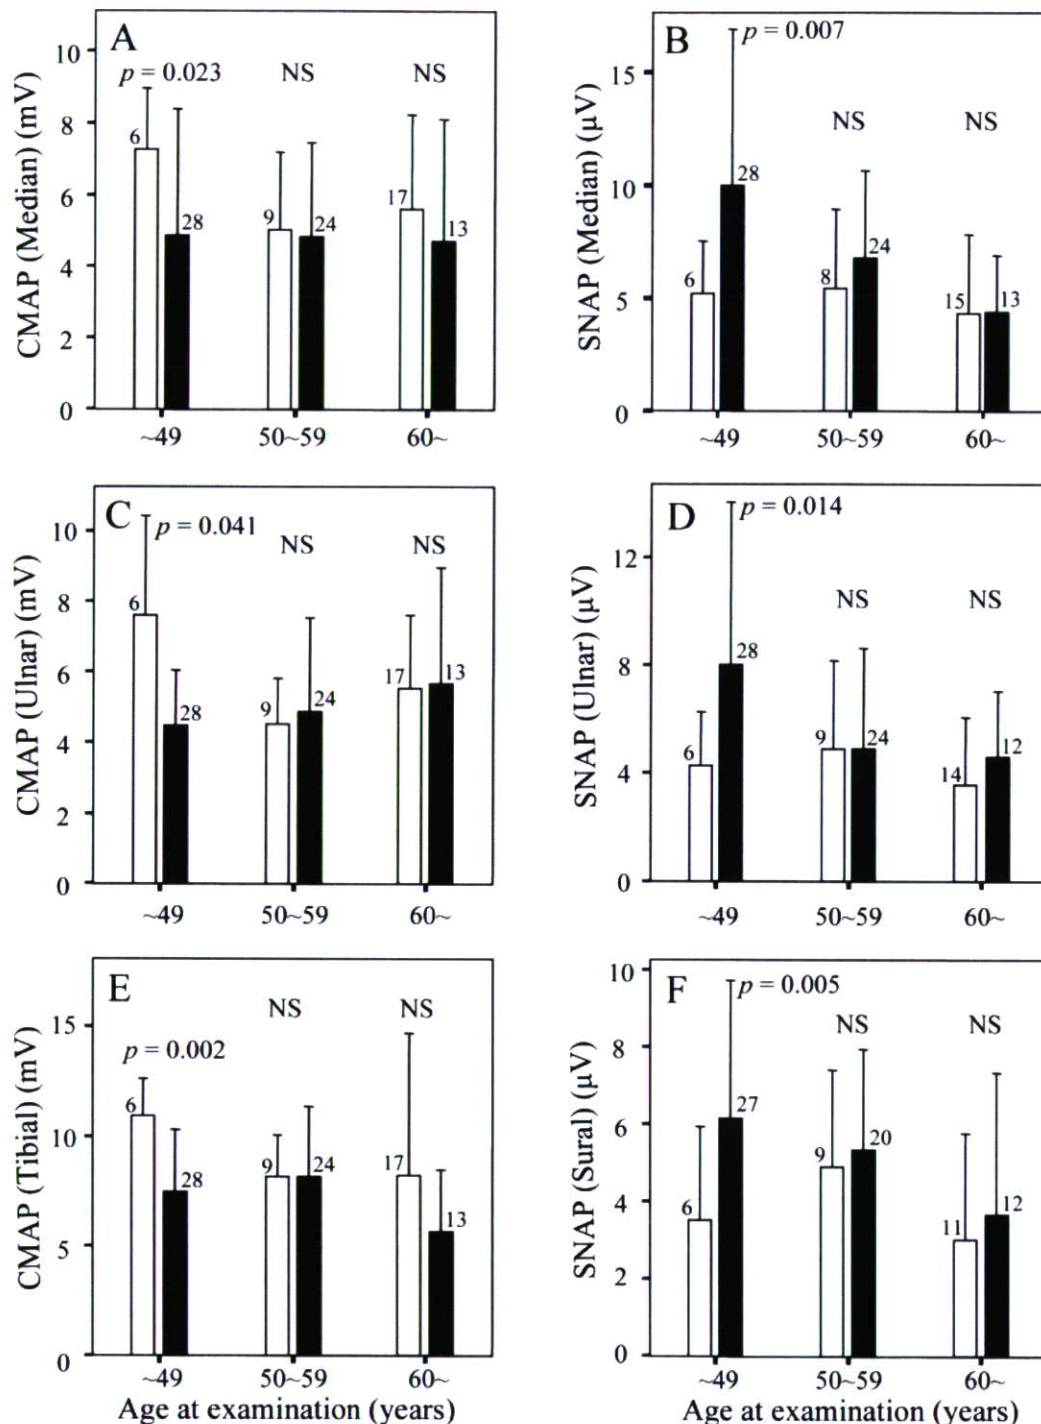 A
CMAP (Median) (mV)
10
8
6
4
2
0
p = 0.023
NS
NS
6
28
9
24
17
13
~49
50~59
60~
B
SNAP (Median) (μV)
15
10
5
0
p = 0.007
NS
NS
6
28
8
24
15
13
~49
50~59
60~
C
CMAP (Ulnar) (mV)
10
8
6
4
2
0
p = 0.041
NS
NS
6
28
9
24
17
13
~49
50~59
60~
D
SNAP (Ulnar) (μV)
12
8
4
0
p = 0.014
NS
NS
6
28
9
24
14
12
~49
50~59
60~
E
CMAP (Tibial) (mV)
15
10
5
0
p = 0.002
NS
NS
6
28
9
24
17
13
~49
50~59
60~
Age at examination (years)
F
SNAP (Sural) (μV)
10
8
6
4
2
0
p = 0.005
NS
NS
6
27
9
20
11
12
~49
50~59
60~
Age at examination (years)